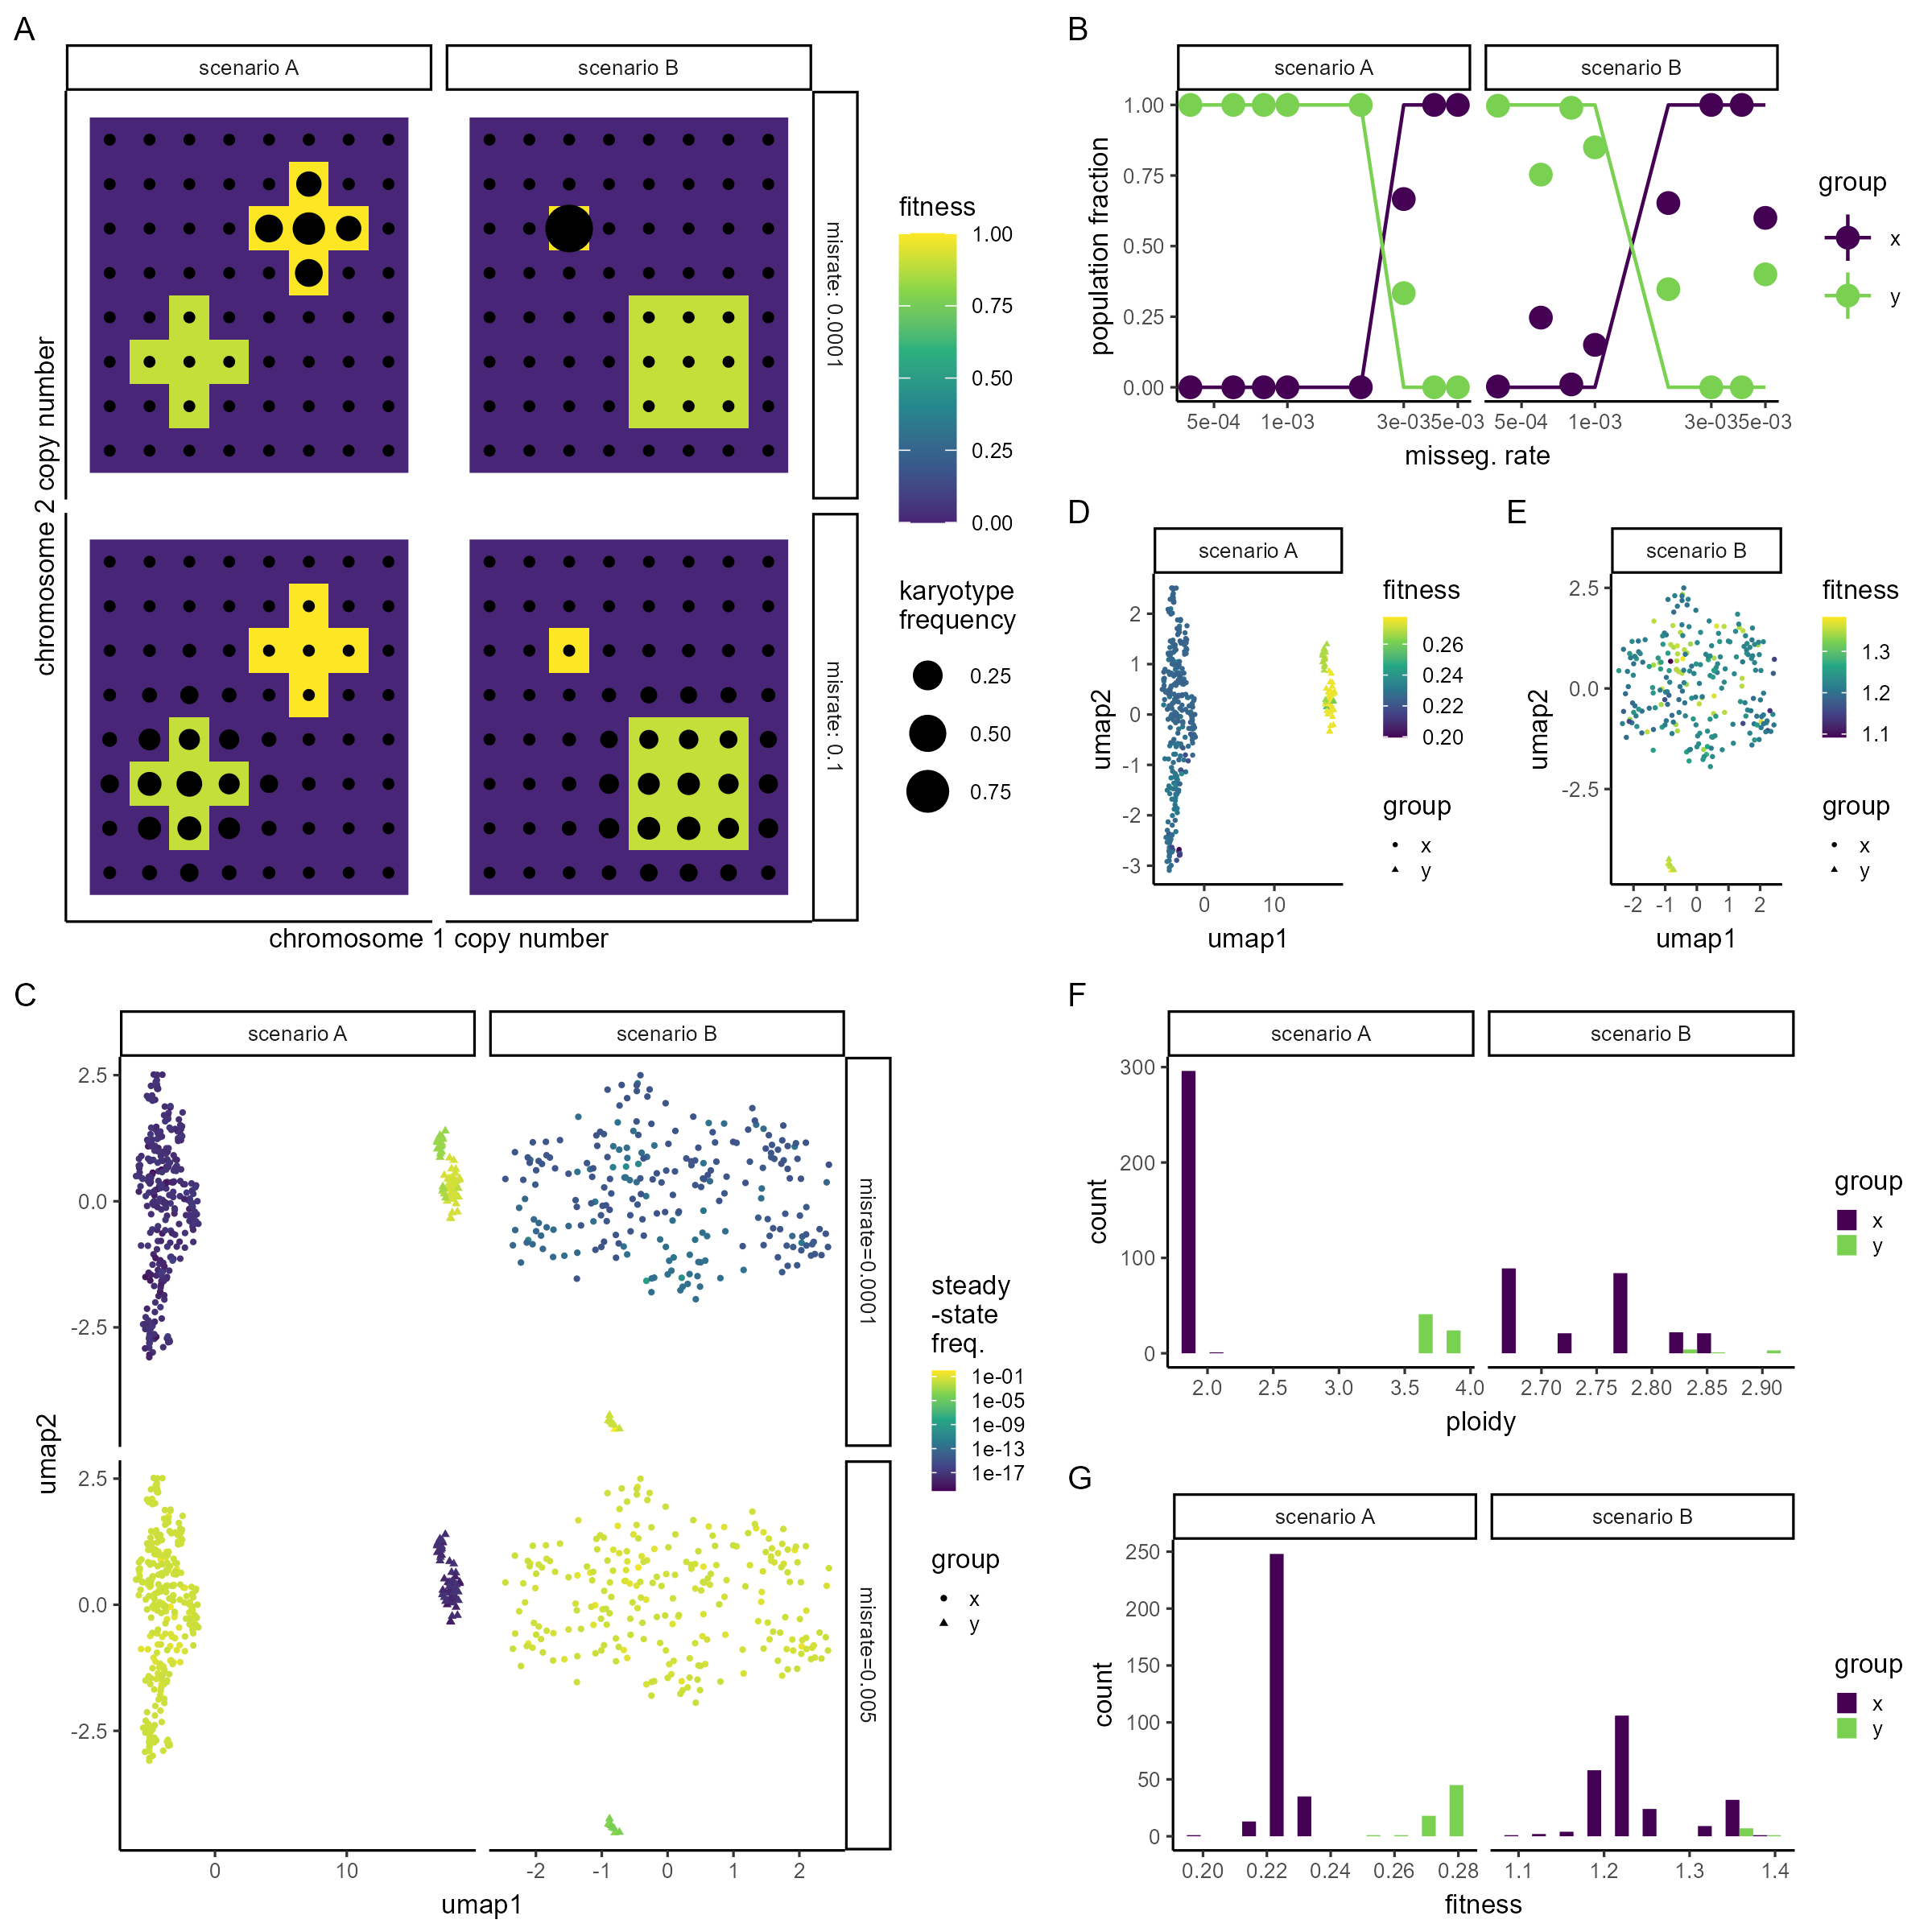 A
scenario A
scenario B
misrate: 0.0001
misrate: 0.1
chromosome 2 copy number
chromosome 1 copy number
fitness
1.00
0.75
0.50
0.25
0.00
karyotype
frequency
0.25
0.50
0.75
B
scenario A
scenario B
1.00
0.75
0.50
0.25
0.00
population fraction
5e-04
1e-03
3e-03
5e-03
5e-04
1e-03
3e-03
5e-03
misseg. rate
group
x
y
D
scenario A
2
1
0
-1
-2
-3
umap2
0
10
umap1
fitness
0.26
0.24
0.22
0.20
group
x
y
E
scenario B
2.5
0.0
-2.5
umap2
-2
-1
0
1
2
umap1
fitness
1.3
1.2
1.1
group
x
y
C
scenario A
scenario B
2.5
0.0
-2.5
misrate=0.0001
2.5
0.0
-2.5
misrate=0.005
umap2
0
10
-2
-1
0
1
2
umap1
steady
-state
freq.
1e-01
1e-05
1e-09
1e-13
1e-17
group
x
y
F
scenario A
scenario B
300
200
100
0
count
2.0
2.5
3.0
3.5
4.0
2.70
2.75
2.80
2.85
2.90
ploidy
group
x
y
G
scenario A
scenario B
250
200
150
100
50
0
count
0.20
0.22
0.24
0.26
0.28
1.1
1.2
1.3
1.4
fitness
group
x
y